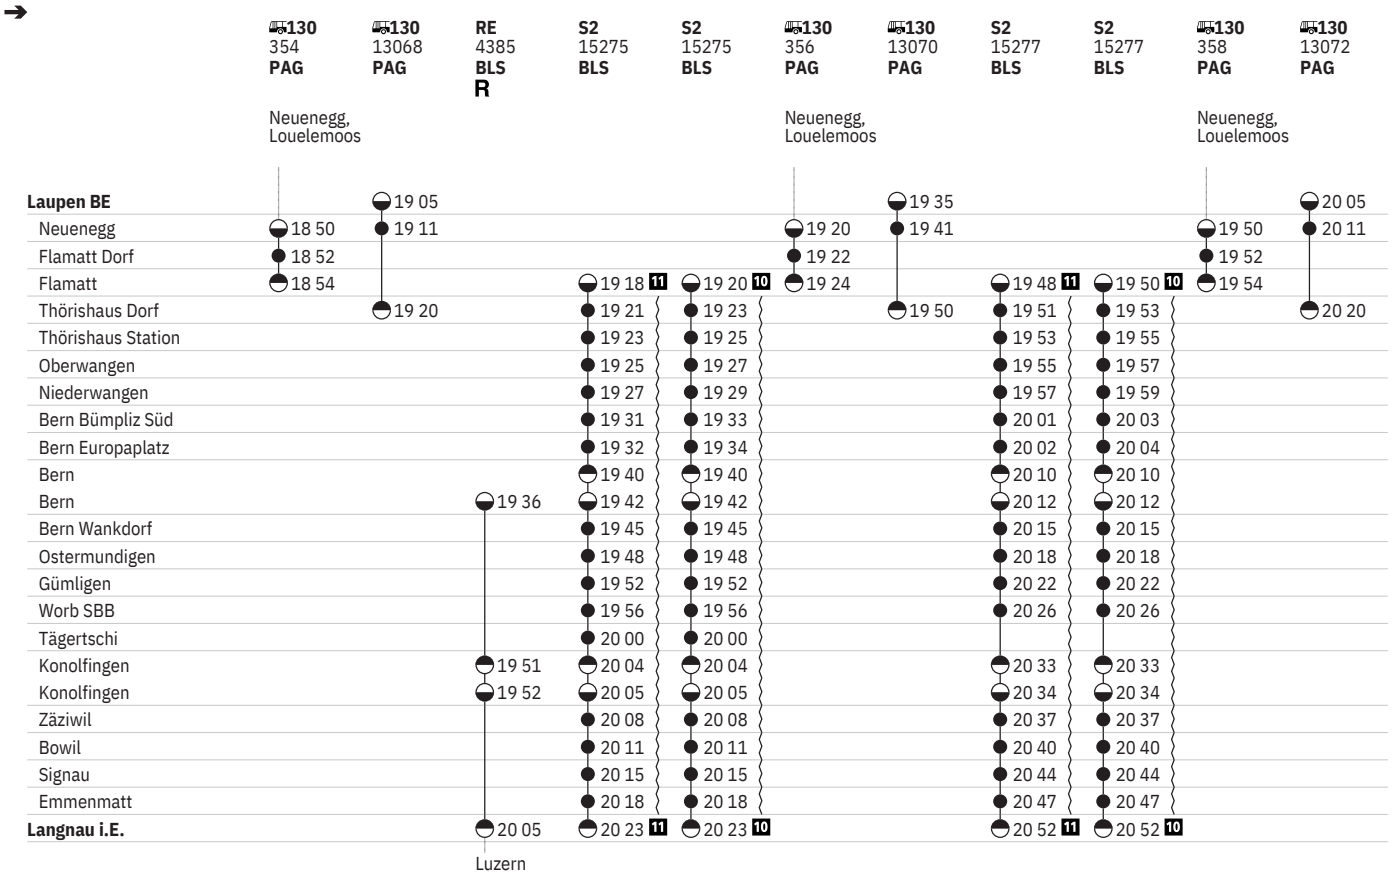 130 130 RE S2 S2 130 130 S2 S2 130 130
354 13068 4385 15275 15275 356 13070 15277 15277 358 13072
PAG PAG BLS BLS BLS PAG PAG BLS BLS PAG PAG
R
Neuenegg, Neuenegg, Neuenegg,
Louelemoos Louelemoos Louelemoos
Laupen BE 19 05 19 35 20 05
Neuenegg 18 50 19 11 19 20 19 41 19 50 20 11
Flamatt Dorf 18 52 19 22 19 52
Flamatt 18 54 19 18 11 19 20 10 19 24 19 48 11 19 50 10 19 54
Thörishaus Dorf 19 20 19 21 19 23 19 50 19 51 19 53 20 20
Thörishaus Station 19 23 19 25 19 53 19 55
Oberwangen 19 25 19 27 19 55 19 57
Niederwangen 19 27 19 29 19 57 19 59
Bern Bümpliz Süd 19 31 19 33 20 01 20 03
Bern Europaplatz 19 32 19 34 20 02 20 04
Bern 19 40 19 40 20 10 20 10
Bern 19 36 19 42 19 42 20 12 20 12
Bern Wankdorf 19 45 19 45 20 15 20 15
Ostermundigen 19 48 19 48 20 18 20 18
Gümligen 19 52 19 52 20 22 20 22
Worb SBB 19 56 19 56 20 26 20 26
Tägertschi 20 00 20 00
Konolfingen 19 51 20 04 20 04 20 33 20 33
Konolfingen 19 52 20 05 20 05 20 34 20 34
Zäziwil 20 08 20 08 20 37 20 37
Bowil 20 11 20 11 20 40 20 40
Signau 20 15 20 15 20 44 20 44
Emmenmatt 20 18 20 18 20 47 20 47
Langnau i.E. 20 05 20 23 11 20 23 10 20 52 11 20 52 10
Luzern